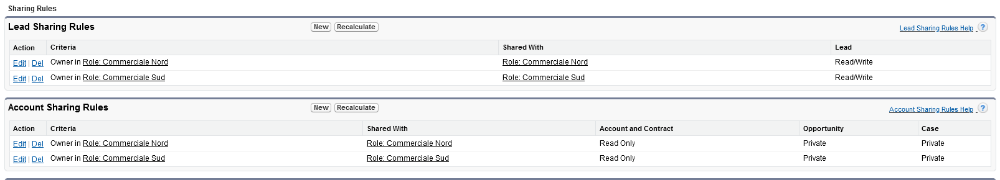 Sharing Rules
Lead Sharing Rules New Recalculate Lead Sharing Rules Help ?
Action Criteria Shared With Lead
Edit | Del Owner in Role: Commerciale Nord Role: Commerciale Nord Read/Write
Edit | Del Owner in Role: Commerciale Sud Role: Commerciale Sud Read/Write
Account Sharing Rules New Recalculate Account Sharing Rules Help ?
Action Criteria Shared With Account and Contract Opportunity Case
Edit | Del Owner in Role: Commerciale Nord Role: Commerciale Nord Read Only Private Private
Edit | Del Owner in Role: Commerciale Sud Role: Commerciale Sud Read Only Private Private